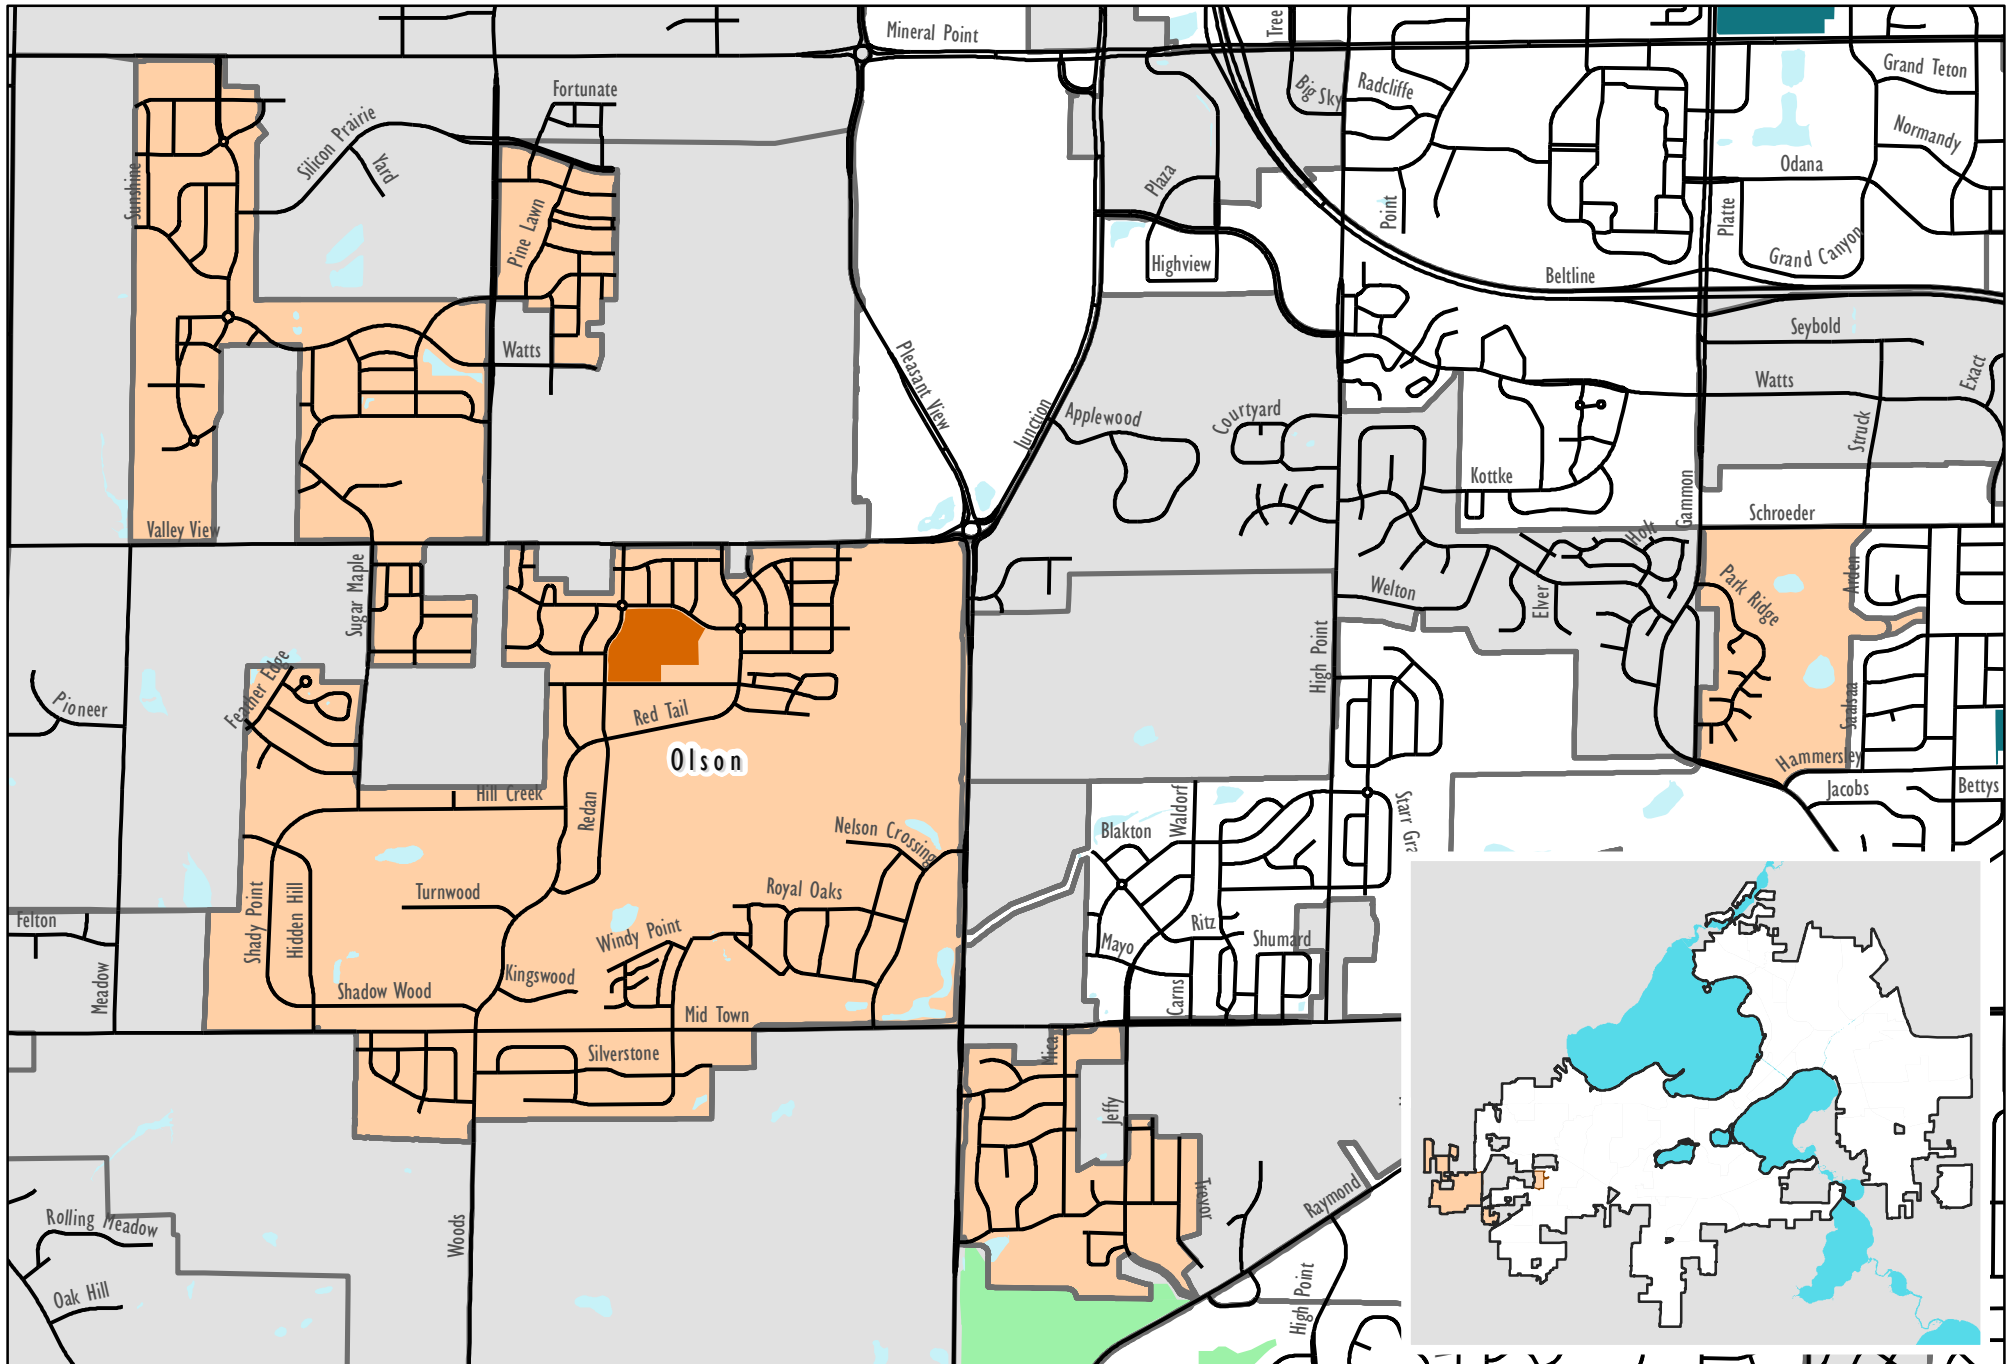 Mineral Point
Tree
Fortunate
Big Sky
Radcliffe
Grand Teton
Silicon Prairie
Yard
Normandy
Odana
Sunshine
Plaza
Point
Platte
Pine Lawn
Highview
Grand Canyon
Beltline
Seybold
Watts
Pleasant View
Watts
Exact
Junction
Applewood
Courtyard
Struck
Kottke
Gammon
Schroeder
Valley View
Holt
Sugar Maple
Welton
Elver
Park Ridge
Arden
High Point
Feather Edge
Pioneer
Red Tail
Saalsaa
Olson
Hammersley
Jacobs
Bettys
Hill Creek
Redan
Waldorf
Starr Gra
Blakton
Nelson Crossing
Turnwood
Royal Oaks
Felton
Shady Point
Hidden Hill
Windy Point
Ritz
Mayo
Shumard
Meadow
Kingswood
Shadow Wood
Carns
Mid Town
Silverstone
Mica
Jeffy
Trevor
Raymond
Rolling Meadow
Woods
Oak Hill
High Point